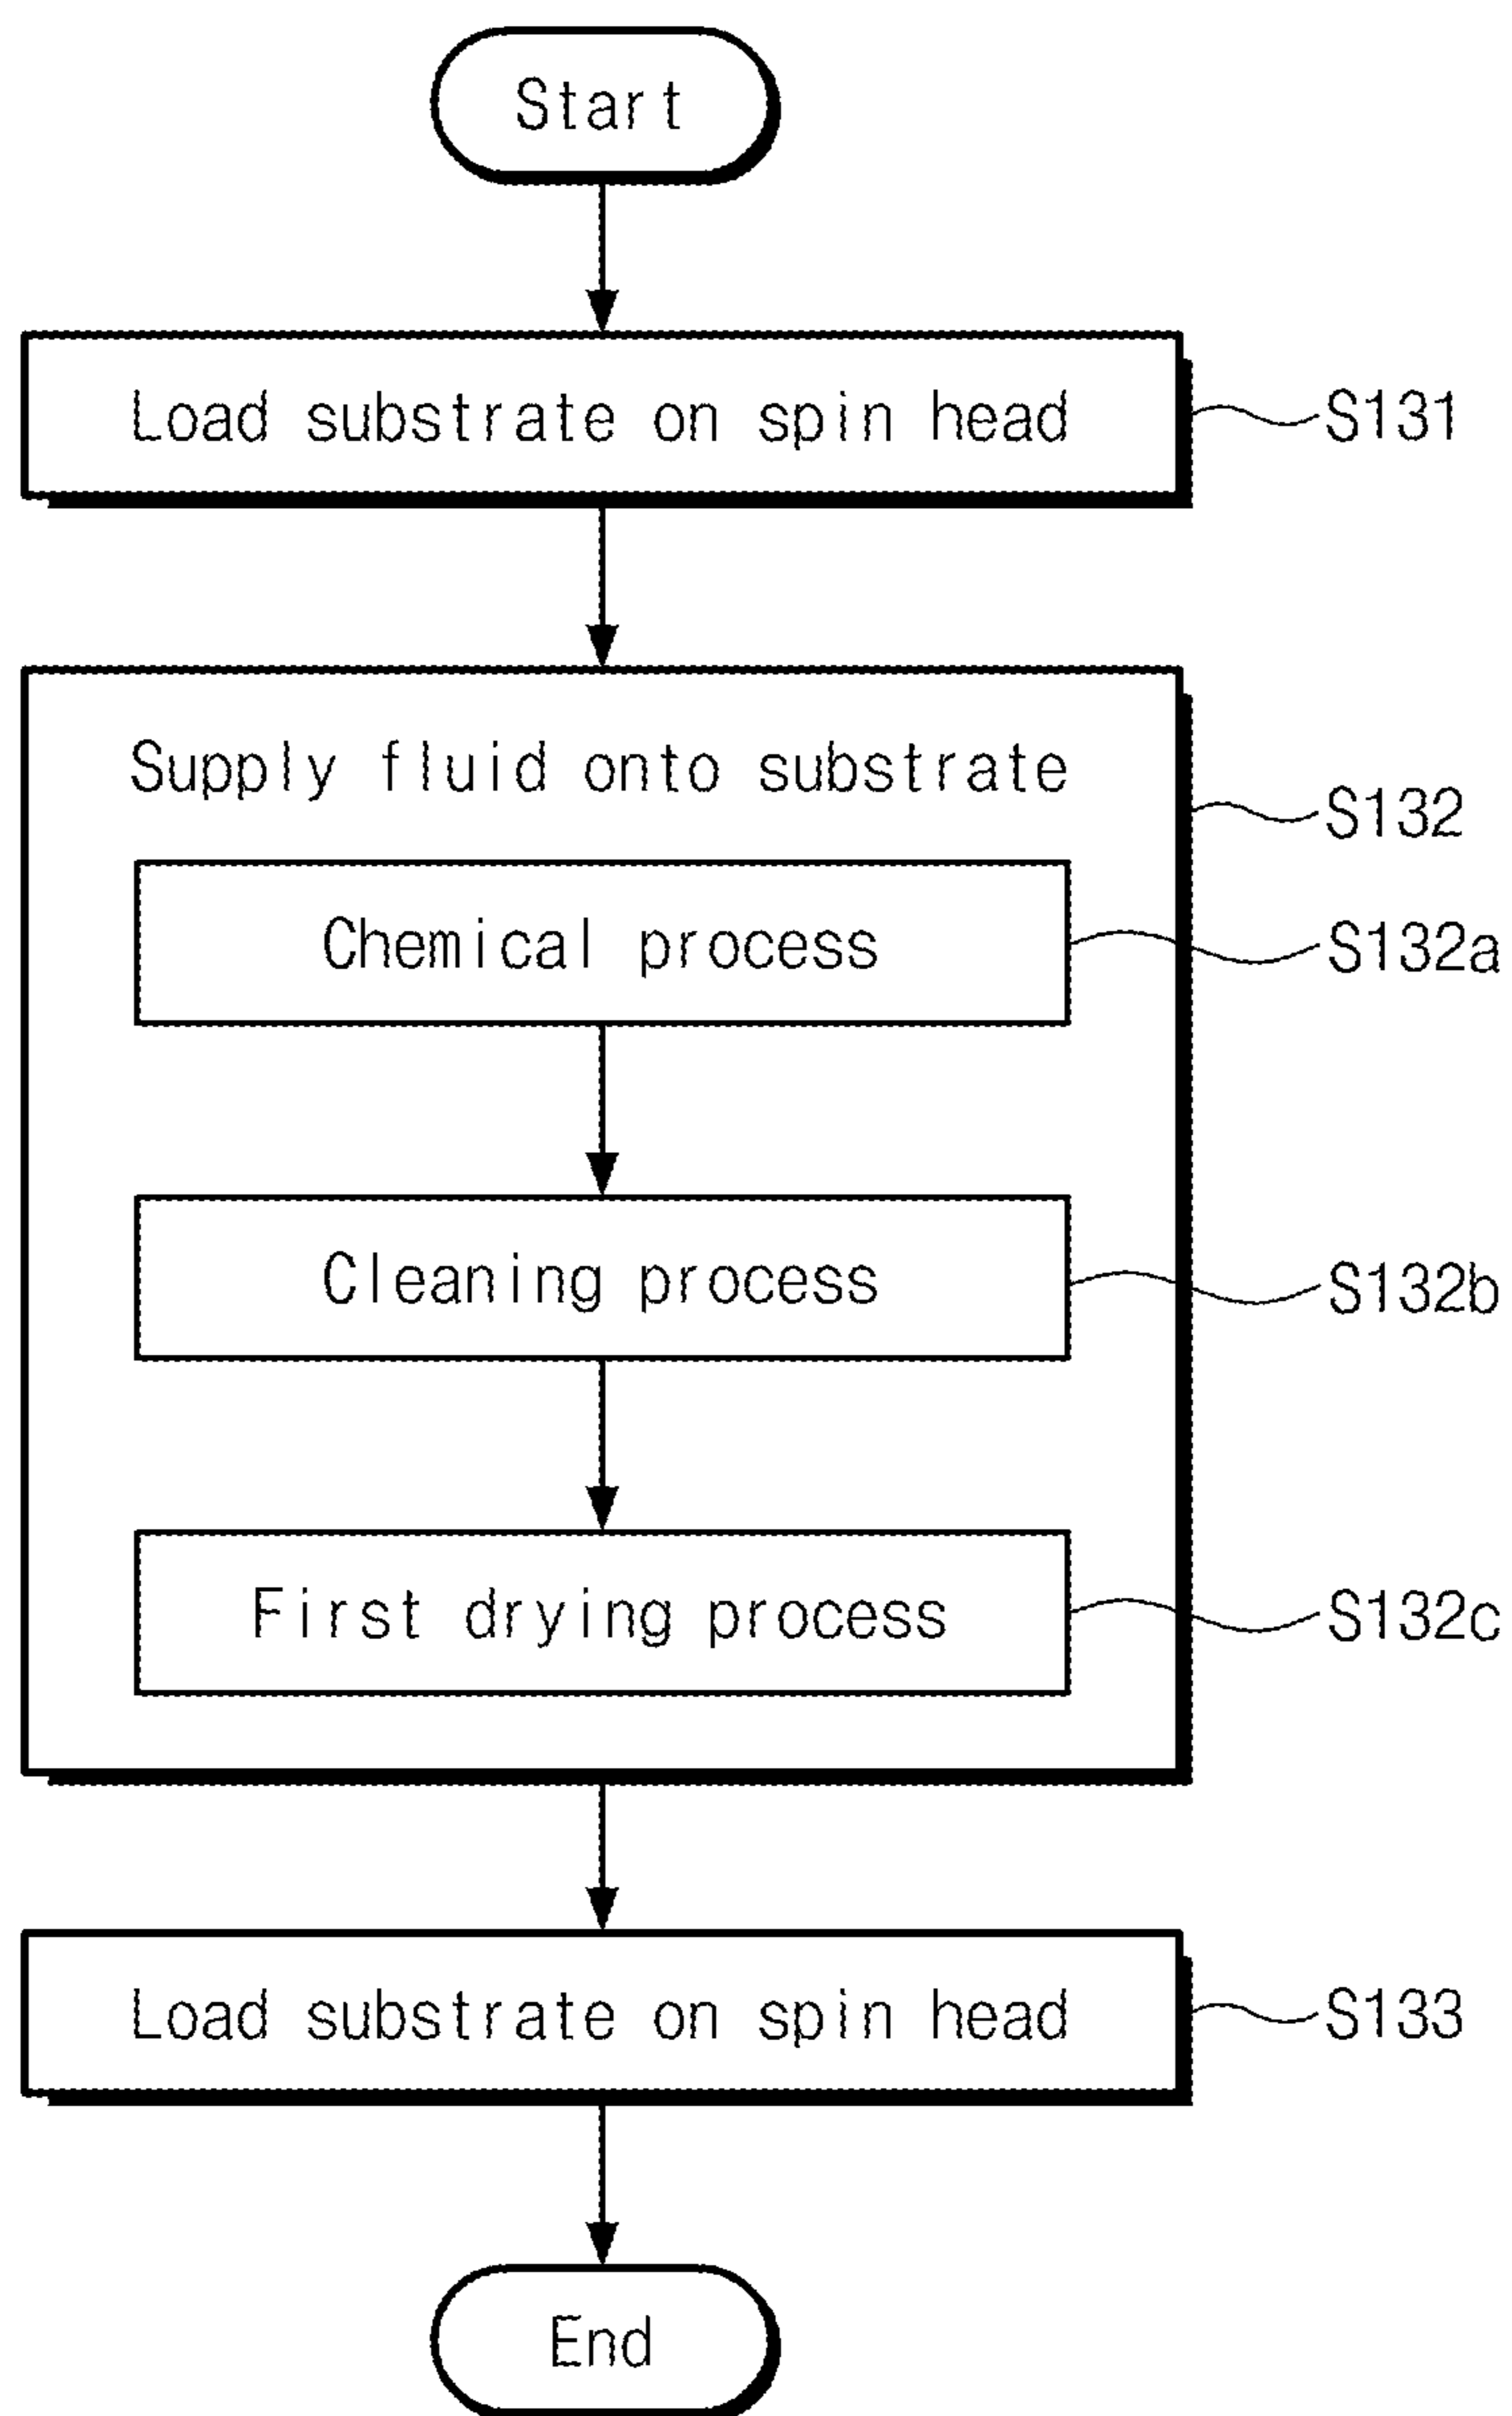 Start
Load substrate on spin head
S131
Supply fluid onto substrate
S132
Chemical process
S132a
Cleaning process
S132b
First drying process
S132c
Load substrate on spin head
S133
End